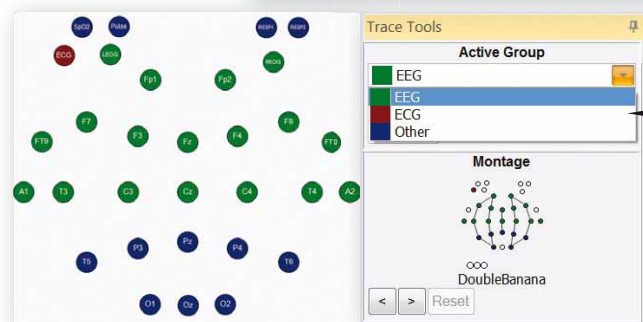 SpO2 Pulse RESP1 RESP2
ECG LEOG REOG
Fp1 Fp2
F7 F3 Fz F4 F8
FT9 FT0
A1 T3 C3 Cz C4 T4 A2
T5 P3 Pz P4 T6
O1 Oz O2
Trace Tools
Active Group
EEG
EEG
ECG
Other
Montage
DoubleBanana
< > Reset